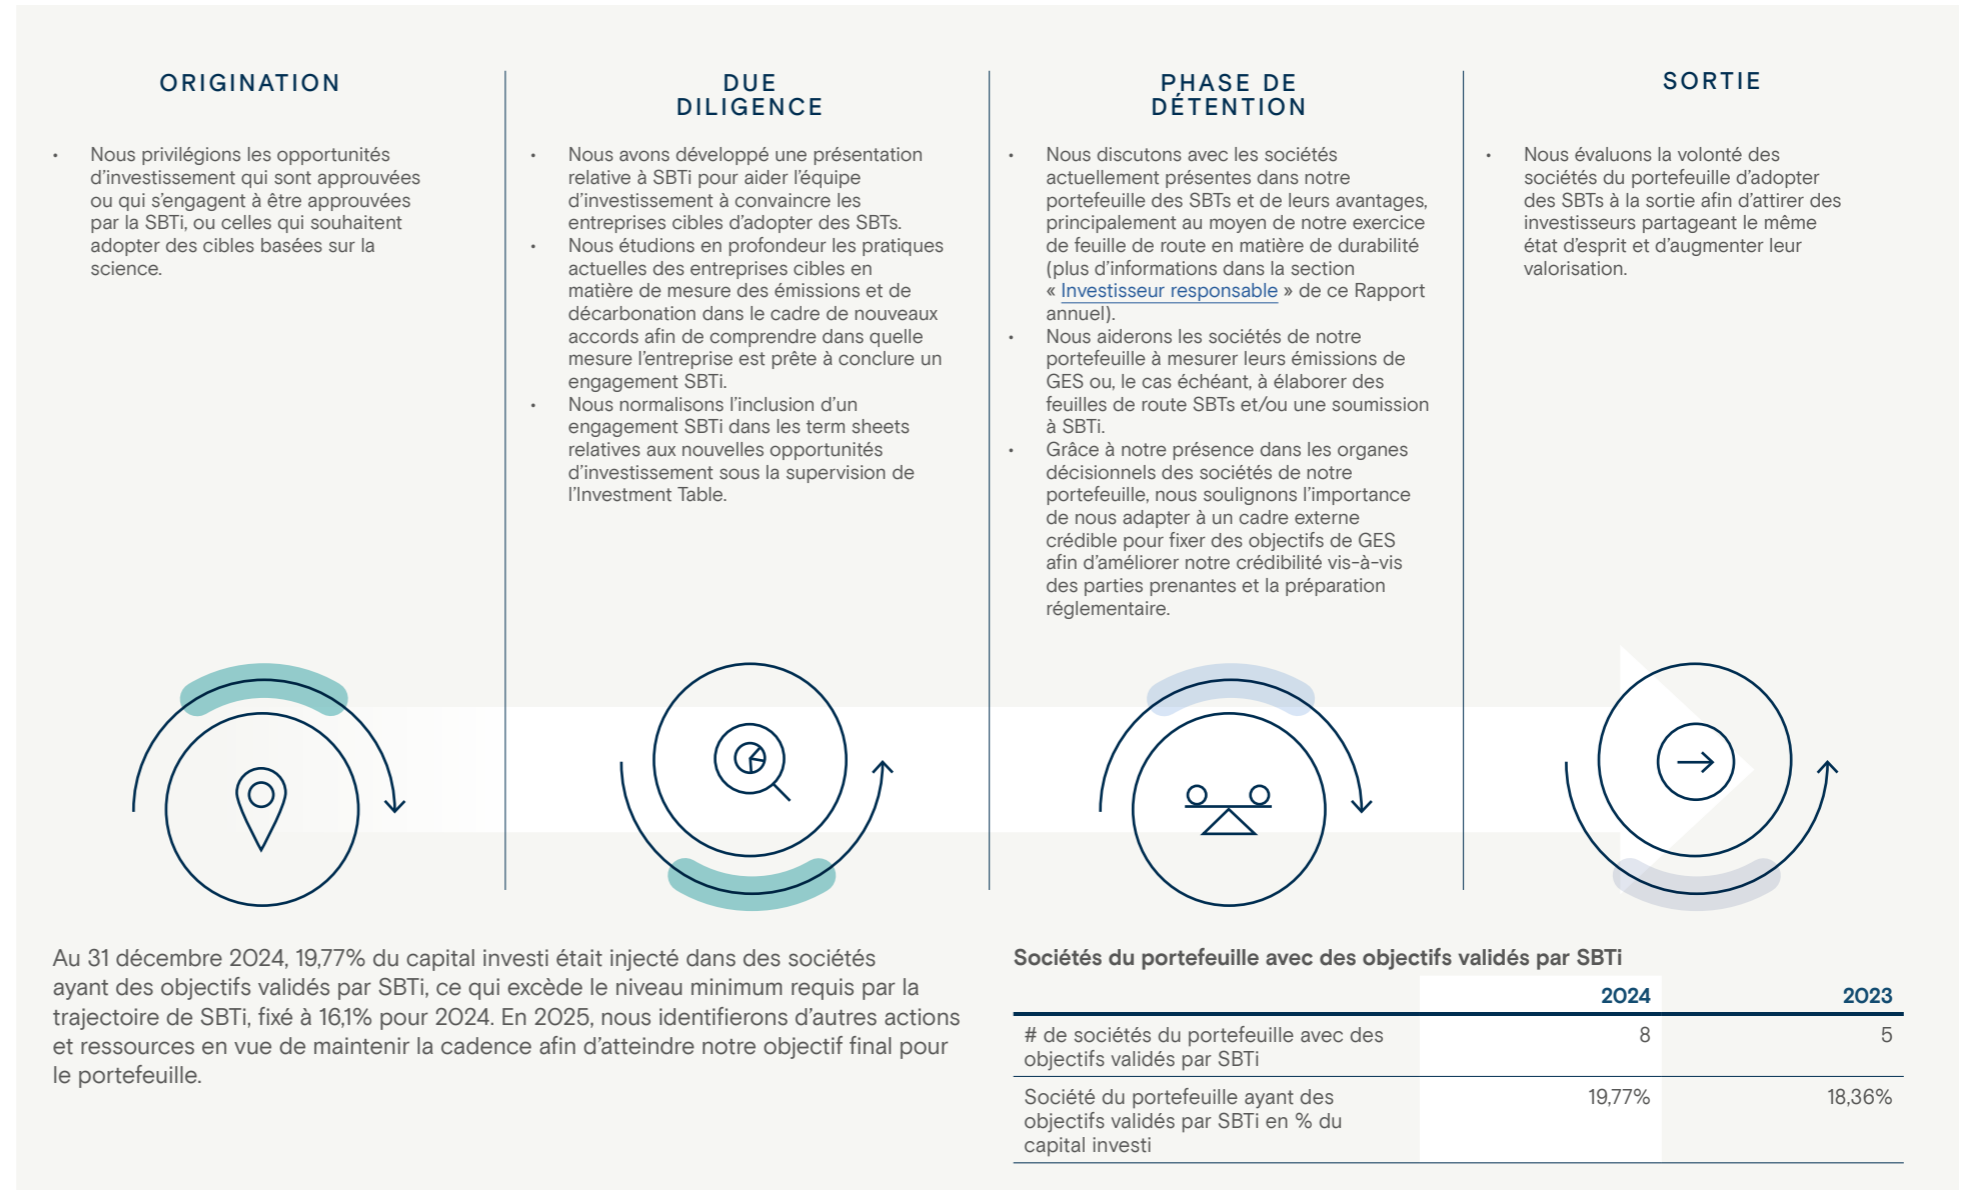 ORIGINATION
• Nous privilégions les opportunités
d’investissement qui sont approuvées
ou qui s’engagent à être approuvées
par la SBTi, ou celles qui souhaitent
adopter des cibles basées sur la
science.
DUE
DILIGENCE
• Nous avons développé une présentation
relative à SBTi pour aider l’équipe
d’investissement à convaincre les
entreprises cibles d’adopter des SBTs.
• Nous étudions en profondeur les pratiques
actuelles des entreprises cibles en
matière de mesure des émissions et de
décarbonation dans le cadre de nouveaux
accords afin de comprendre dans quelle
mesure l’entreprise est prête à conclure un
engagement SBTi.
• Nous normalisons l’inclusion d’un
engagement SBTi dans les term sheets
relatives aux nouvelles opportunités
d’investissement sous la supervision de
l’Investment Table.
PHASE DE
DÉTENTION
• Nous discutons avec les sociétés
actuellement présentes dans notre
portefeuille des SBTs et de leurs avantages,
principalement au moyen de notre exercice
de feuille de route en matière de durabilité
(plus d’informations dans la section
« Investisseur responsable » de ce Rapport
annuel).
• Nous aiderons les sociétés de notre
portefeuille à mesurer leurs émissions de
GES ou, le cas échéant, à élaborer des
feuilles de route SBTs et/ou une soumission
à SBTi.
• Grâce à notre présence dans les organes
décisionnels des sociétés de notre
portefeuille, nous soulignons l’importance
de nous adapter à un cadre externe
crédible pour fixer des objectifs de GES
afin d’améliorer notre crédibilité vis-à-vis
des parties prenantes et la préparation
réglementaire.
SORTIE
• Nous évaluons la volonté des
sociétés du portefeuille d’adopter
des SBTs à la sortie afin d’attirer des
investisseurs partageant le même
état d’esprit et d’augmenter leur
valorisation.
Au 31 décembre 2024, 19,77% du capital investi était injecté dans des sociétés
ayant des objectifs validés par SBTi, ce qui excède le niveau minimum requis par la
trajectoire de SBTi, fixé à 16,1% pour 2024. En 2025, nous identifierons d’autres actions
et ressources en vue de maintenir la cadence afin d’atteindre notre objectif final pour
le portefeuille.
Sociétés du portefeuille avec des objectifs validés par SBTi
2024 2023
# de sociétés du portefeuille avec des
objectifs validés par SBTi
8 5
Société du portefeuille ayant des
objectifs validés par SBTi en % du
capital investi
19,77% 18,36%